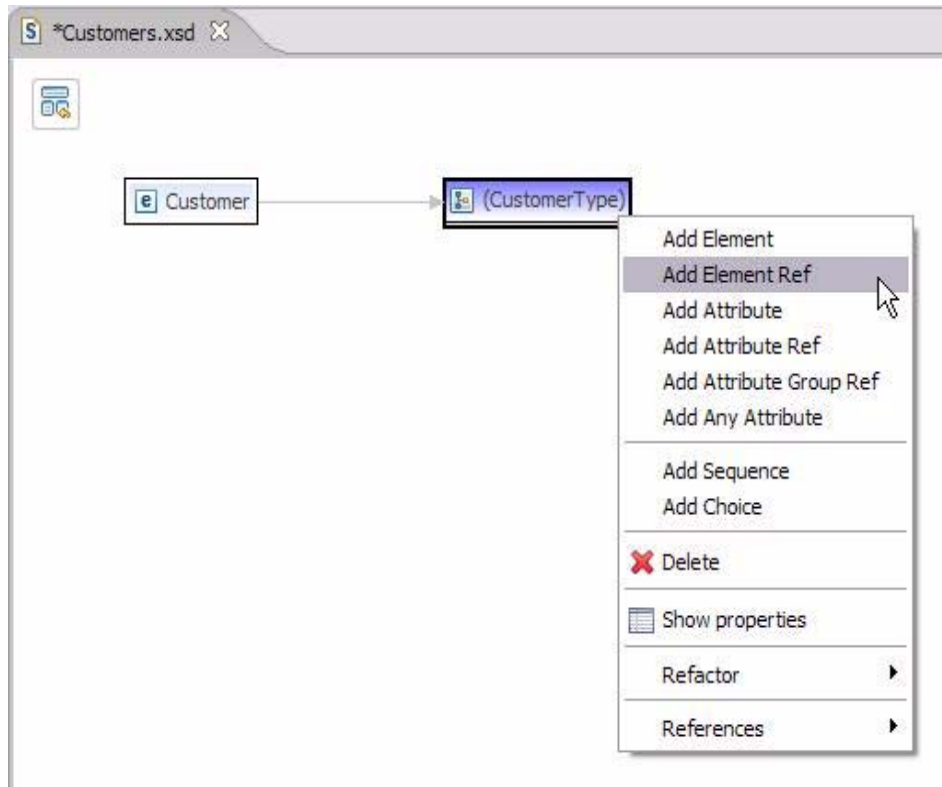 S *Customers.xsd
e Customer
(CustomerType)
Add Element
Add Element Ref
Add Attribute
Add Attribute Ref
Add Attribute Group Ref
Add Any Attribute
Add Sequence
Add Choice
Delete
Show properties
Refactor
References